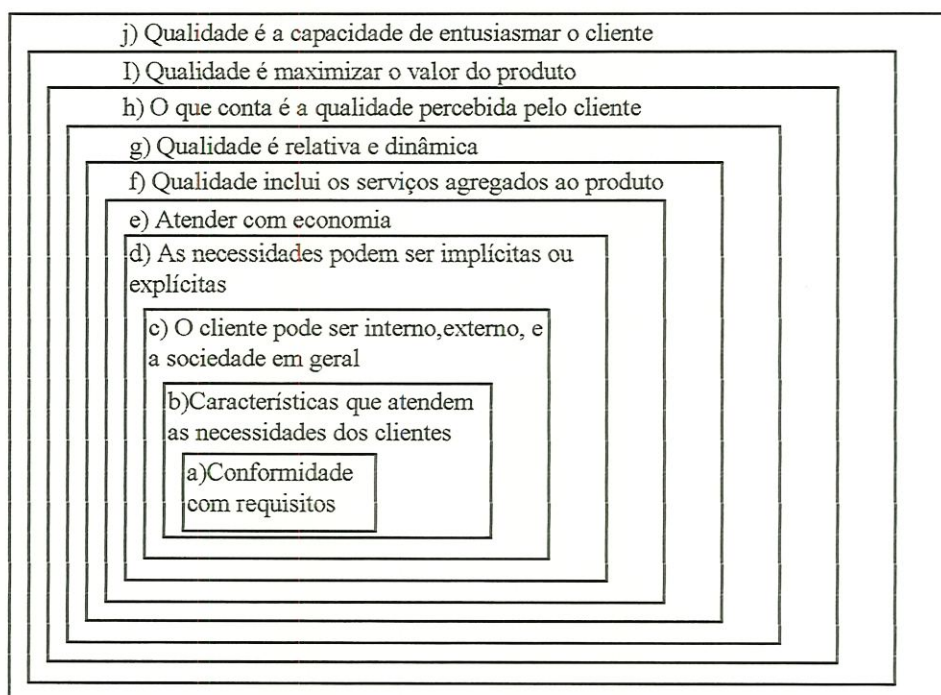 j) Qualidade é a capacidade de entusiasmar o cliente
I) Qualidade é maximizar o valor do produto
h) O que conta é a qualidade percebida pelo cliente
g) Qualidade é relativa e dinâmica
f) Qualidade inclui os serviços agregados ao produto
e) Atender com economia
d) As necessidades podem ser implícitas ou
explícitas
c) O cliente pode ser interno,externo, e
a sociedade em geral
b)Características que atendem
as necessidades dos clientes
a)Conformidade
com requisitos